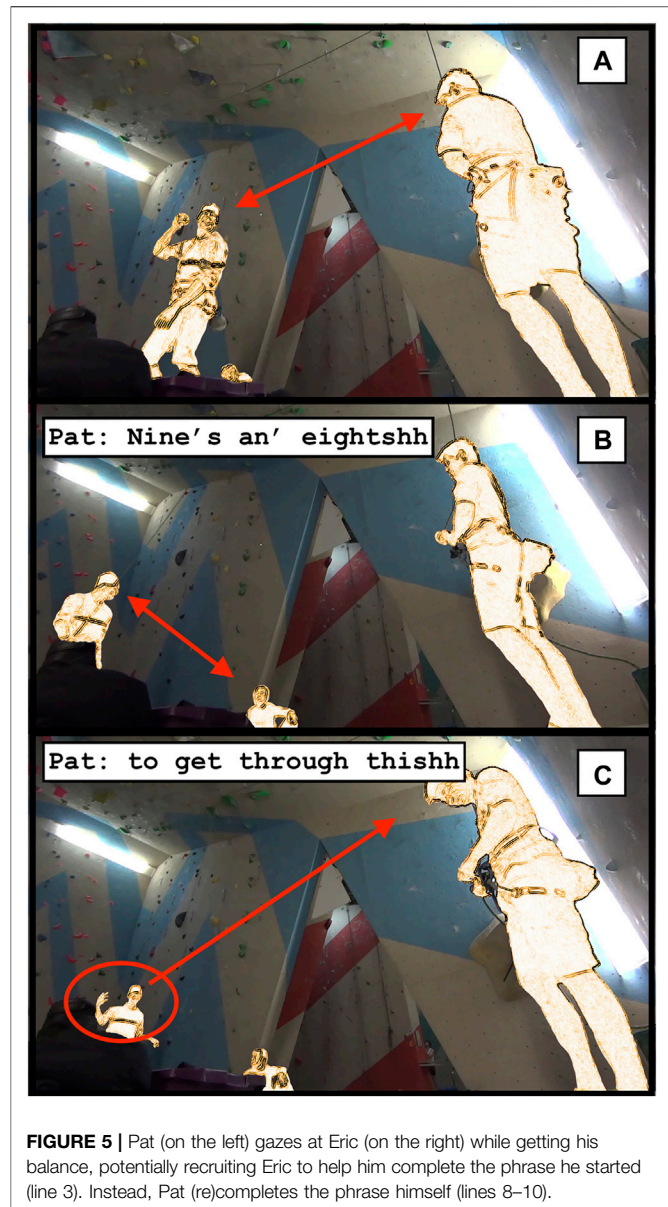 A
Pat: Nine's an' eightshh
B
Pat: to get through thishh
C
FIGURE 5 | Pat (on the left) gazes at Eric (on the right) while getting his
balance, potentially recruiting Eric to help him complete the phrase he started
(line 3). Instead, Pat (re)completes the phrase himself (lines 8–10).